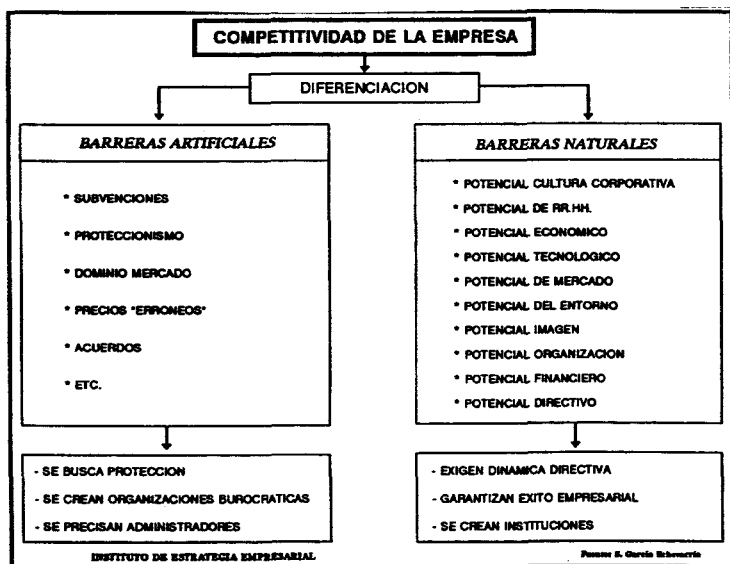 COMPETITIVIDAD DE LA EMPRESA
DIFERENCIACION
BARRERAS ARTIFICIALES
* SUBVENCIONES
* PROTECCIONISMO
* DOMINIO MERCADO
* PRECIOS "ERRONEOS"
* ACUERDOS
* ETC.
- SE BUSCA PROTECCION
- SE CREAN ORGANIZACIONES BUROCRATICAS
- SE PRECISAN ADMINISTRADORES
BARRERAS NATURALES
* POTENCIAL CULTURA CORPORATIVA
* POTENCIAL DE RR.HH.
* POTENCIAL ECONOMICO
* POTENCIAL TECNOLOGICO
* POTENCIAL DE MERCADO
* POTENCIAL DEL ENTORNO
* POTENCIAL IMAGEN
* POTENCIAL ORGANIZACION
* POTENCIAL FINANCIERO
* POTENCIAL DIRECTIVO
- EXIGEN DINAMICA DIRECTIVA
- GARANTIZAN EXITO EMPRESARIAL
- SE CREAN INSTITUCIONES
INSTITUTO DE ESTRATEGIA EMPRESARIAL
Fuente: S. García Echevarría